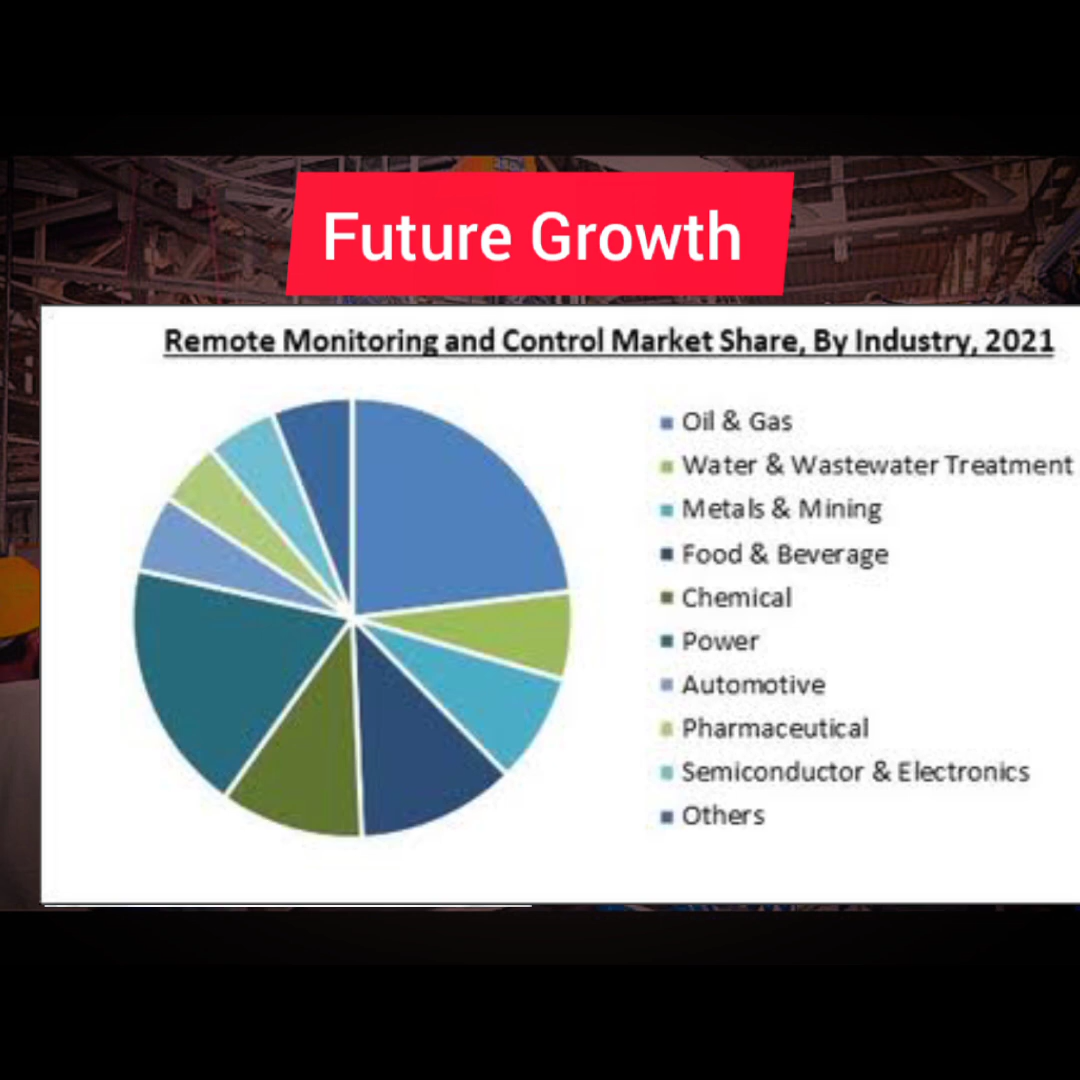 Future Growth
Remote Monitoring and Control Market Share, By Industry, 2021
Oil & Gas
Water & Wastewater Treatment
Metals & Mining
Food & Beverage
Chemical
Power
Automotive
Pharmaceutical
Semiconductor & Electronics
Others